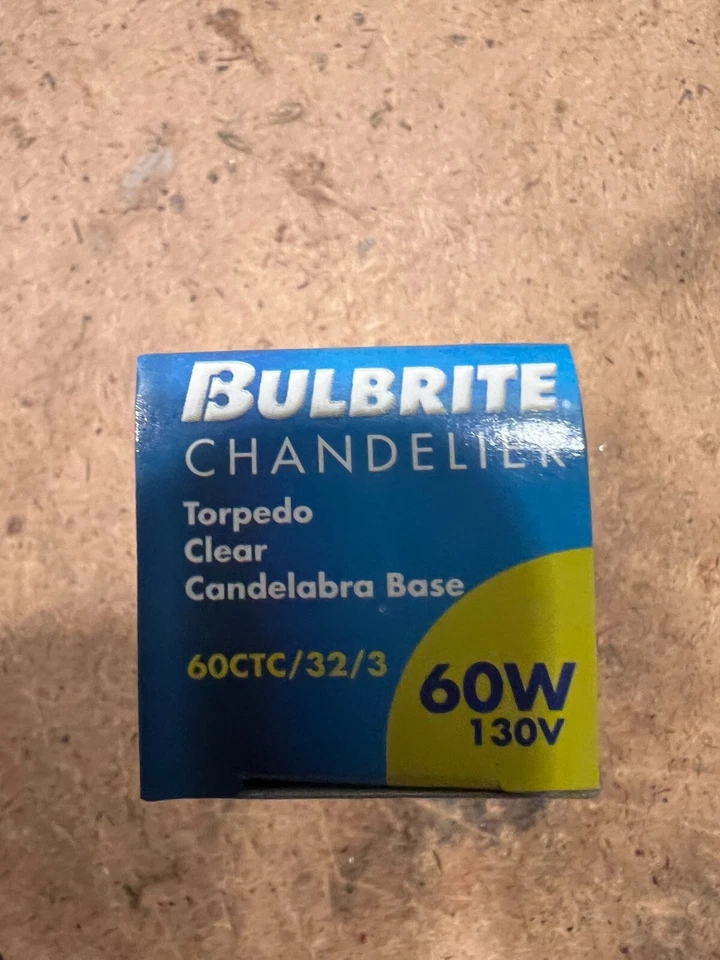 BULBRITE®
CHANDELIER
Torpedo
Clear
Candelabra Base
60CTC/32/3
60W
130V